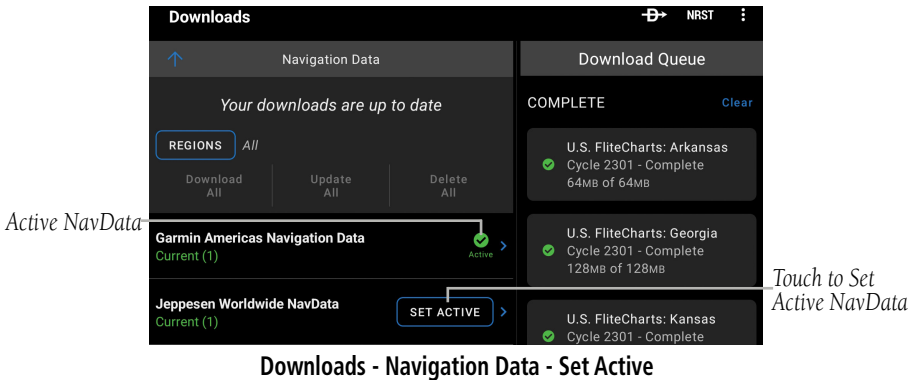 Downloads
D NRST
Navigation Data
Your downloads are up to date
REGIONS All
Download All
Update All
Delete All
Active NavData
Garmin Americas Navigation Data
Current (1)
Active
Jeppesen Worldwide NavData
Current (1)
SET ACTIVE
Download Queue
COMPLETE Clear
U.S. FliteCharts: Arkansas
Cycle 2301 - Complete
64MB of 64MB
U.S. FliteCharts: Georgia
Cycle 2301 - Complete
128MB of 128MB
U.S. FliteCharts: Kansas
Cycle 2301 - Complete
Touch to Set
Active NavData
Downloads - Navigation Data - Set Active